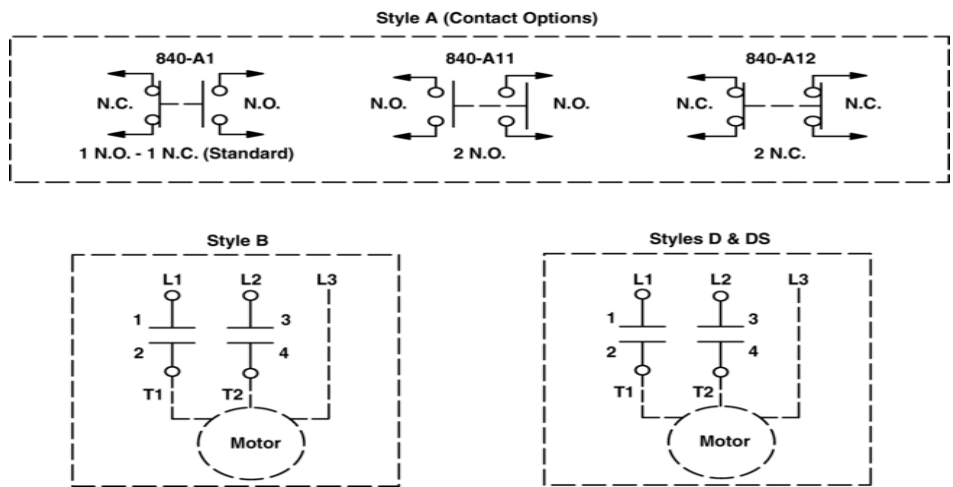 Style A (Contact Options)
840-A1
840-A11
840-A12
N.C.
N.O.
N.O.
N.O.
N.C.
N.C.
1 N.O. - 1 N.C. (Standard)
2 N.O.
2 N.C.
Style B
L1
L2
L3
1
3
2
4
T1
T2
Motor
Styles D & DS
L1
L2
L3
1
3
2
4
T1
T2
Motor